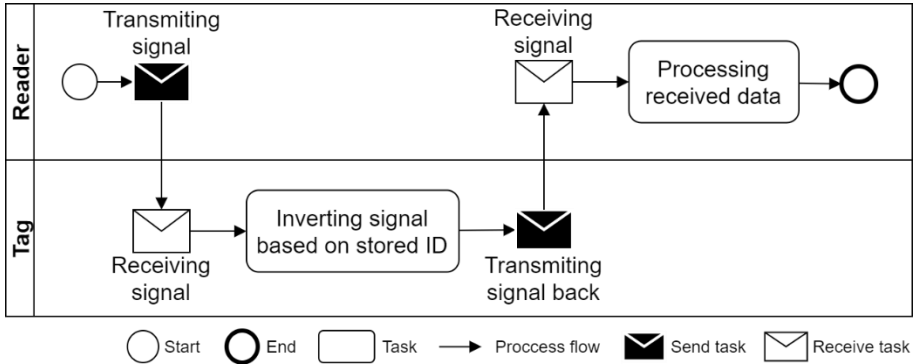 Reader
Transmiting
signal
Receiving
signal
Processing
received data
Tag
Receiving
signal
Inverting signal
based on stored ID
Transmiting
signal back
Start
End
Task
Proccess flow
Send task
Receive task